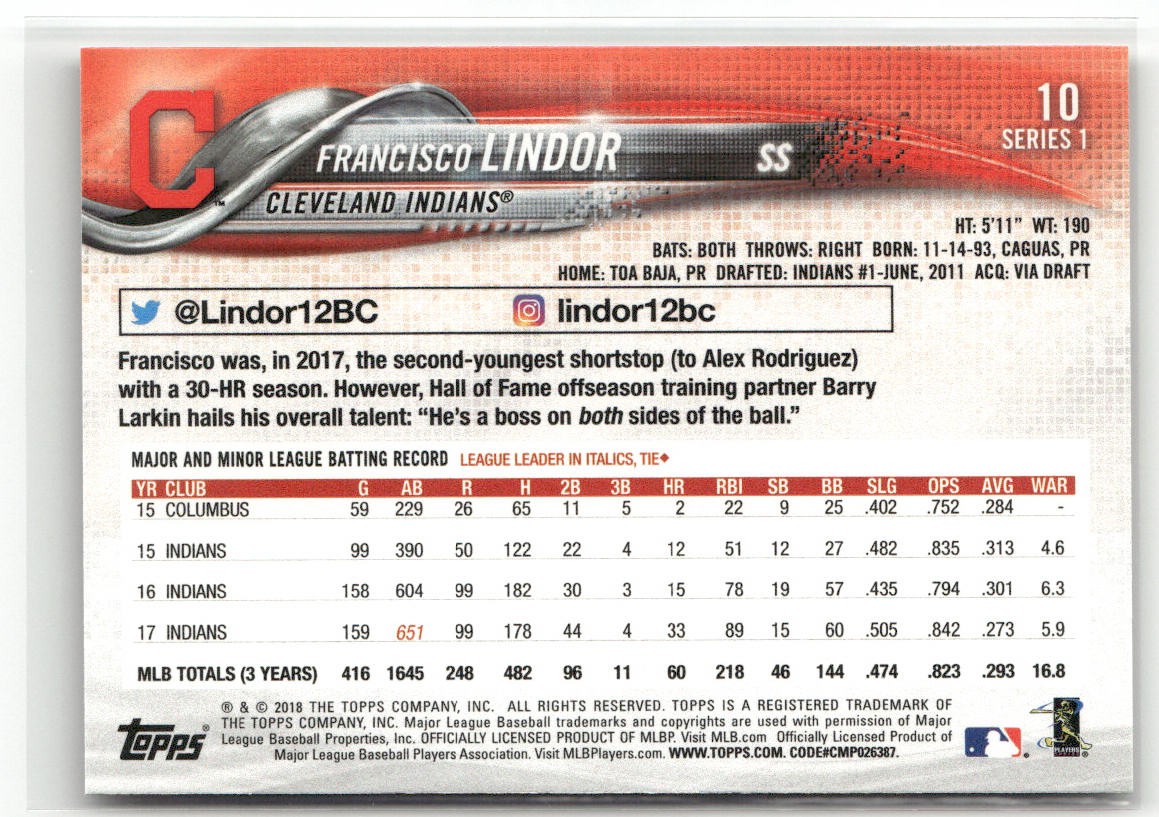 C
™
10
SERIES 1
FRANCISCO LINDOR SS
CLEVELAND INDIANS®
HT: 5'11" WT: 190
BATS: BOTH THROWS: RIGHT BORN: 11-14-93, CAGUAS, PR
HOME: TOA BAJA, PR DRAFTED: INDIANS #1-JUNE, 2011 ACQ: VIA DRAFT
@Lindor12BC lindor12bc
Francisco was, in 2017, the second-youngest shortstop (to Alex Rodriguez)
with a 30-HR season. However, Hall of Fame offseason training partner Barry
Larkin hails his overall talent: “He’s a boss on both sides of the ball.”
MAJOR AND MINOR LEAGUE BATTING RECORD LEAGUE LEADER IN ITALICS, TIE◆
YR CLUB G AB R H 2B 3B HR RBI SB BB SLG OPS AVG WAR
15 COLUMBUS 59 229 26 65 11 5 2 22 9 25 .402 .752 .284 -
15 INDIANS 99 390 50 122 22 4 12 51 12 27 .482 .835 .313 4.6
16 INDIANS 158 604 99 182 30 3 15 78 19 57 .435 .794 .301 6.3
17 INDIANS 159 651 99 178 44 4 33 89 15 60 .505 .842 .273 5.9
MLB TOTALS (3 YEARS) 416 1645 248 482 96 11 60 218 46 144 .474 .823 .293 16.8
® & © 2018 THE TOPPS COMPANY, INC. ALL RIGHTS RESERVED. TOPPS IS A REGISTERED TRADEMARK OF
THE TOPPS COMPANY, INC. Major League Baseball trademarks and copyrights are used with permission of Major
League Baseball Properties, Inc. OFFICIALLY LICENSED PRODUCT OF MLBP. Visit MLB.com Officially Licensed Product of
Major League Baseball Players Association. Visit MLBPlayers.com. WWW.TOPPS.COM. CODE#CMP026387.
Topps®
®
PLAYERS
®